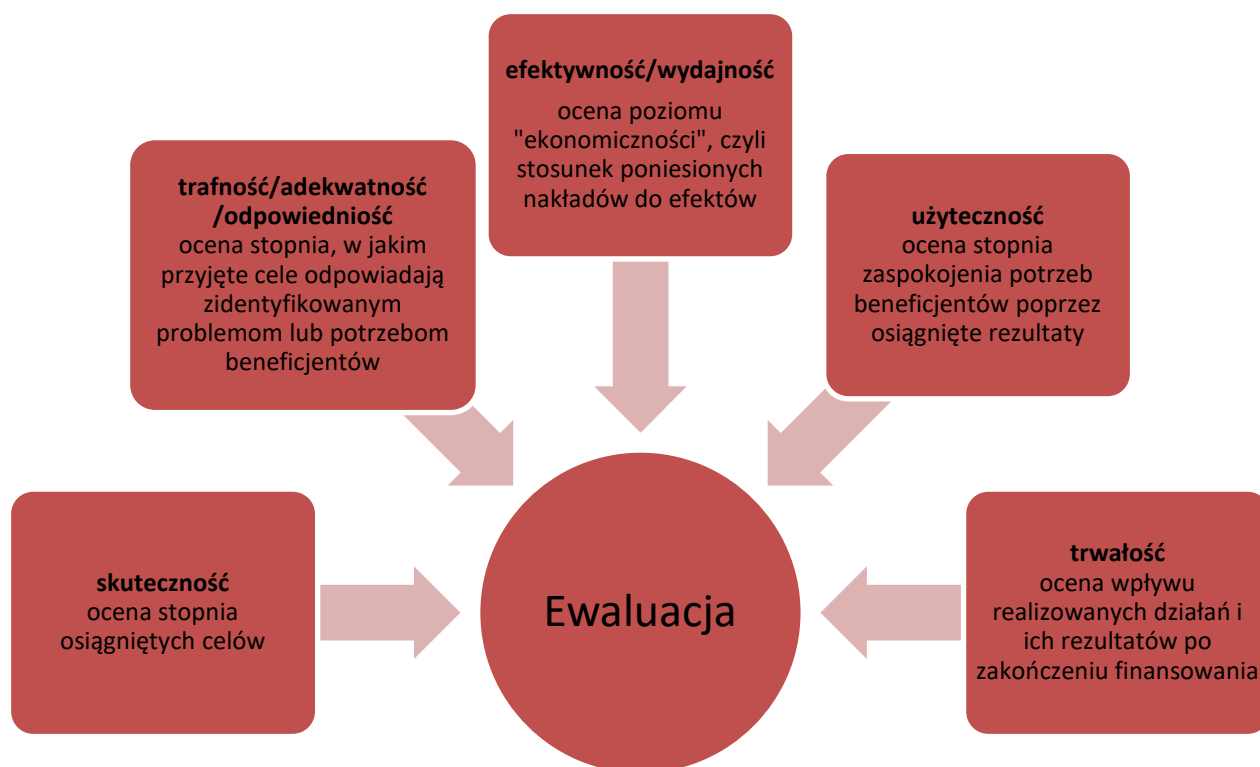 skuteczność
ocena stopnia
osiągniętych celów
trafność/adekwatność
/odpowiedniość
ocena stopnia, w jakim
przyjęte cele odpowiadają
zidentyfikowanym
problemom lub potrzebom
beneficjentów
efektywność/wydajność
ocena poziomu
"ekonomiczności", czyli
stosunek poniesionych
nakładów do efektów
użyteczność
ocena stopnia
zaspokojenia potrzeb
beneficjentów poprzez
osiągnięte rezultaty
trwałość
ocena wpływu
realizowanych działań i
ich rezultatów po
zakończeniu finansowania
Ewaluacja